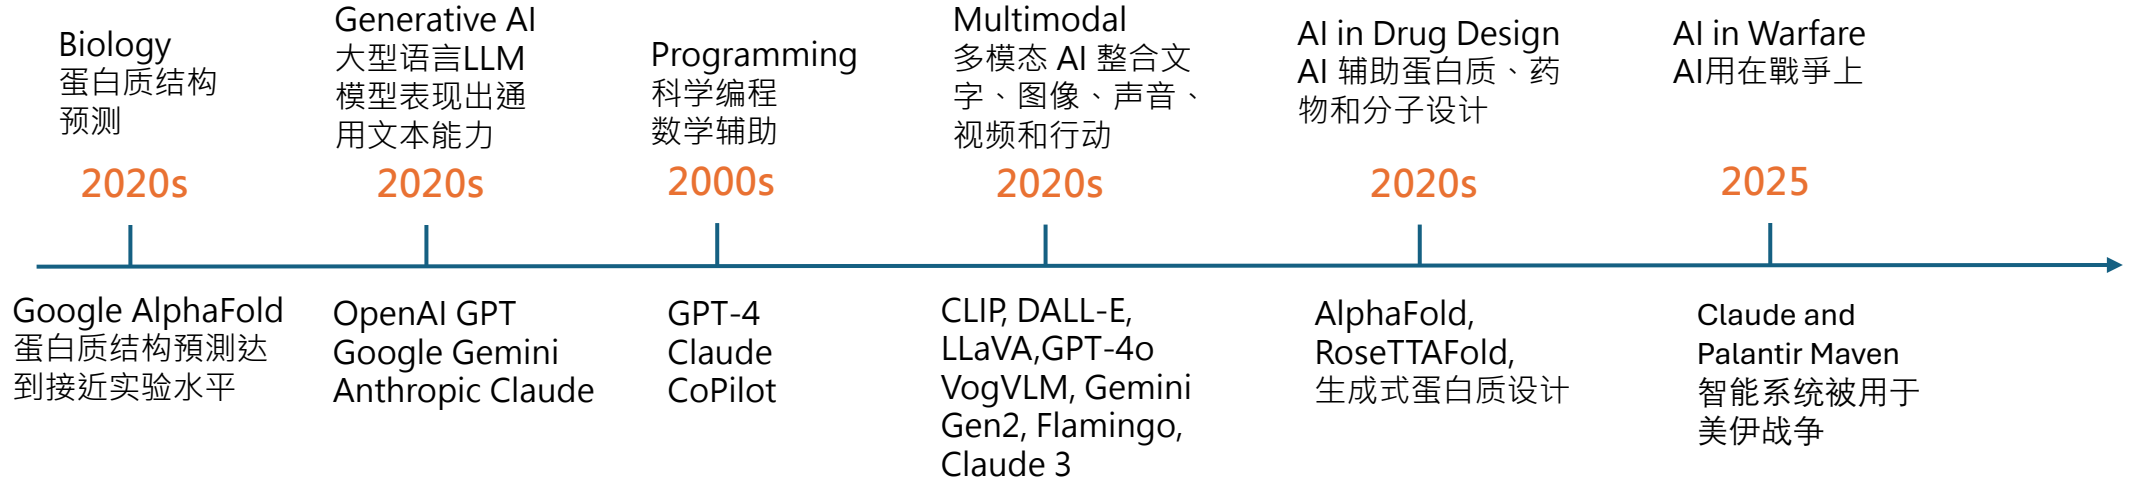 Biology
蛋白质结构
预测
2020s
Google AlphaFold
蛋白质结构預测达
到接近实验水平
Generative AI
大型语言LLM
模型表现出通
用文本能力
2020s
OpenAI GPT
Google Gemini
Anthropic Claude
Programming
科学编程
数学辅助
2000s
GPT-4
Claude
CoPilot
Multimodal
多模态 AI 整合文
字、图像、声音、
视频和行动
2020s
CLIP, DALL-E,
LLaVA,GPT-4o
VogVLM, Gemini
Gen2, Flamingo,
Claude 3
AI in Drug Design
AI 辅助蛋白质、药
物和分子设计
2020s
AlphaFold,
RoseTTAFold,
生成式蛋白质设计
AI in Warfare
AI用在戰爭上
2025
Claude and
Palantir Maven
智能系统被用于
美伊战争